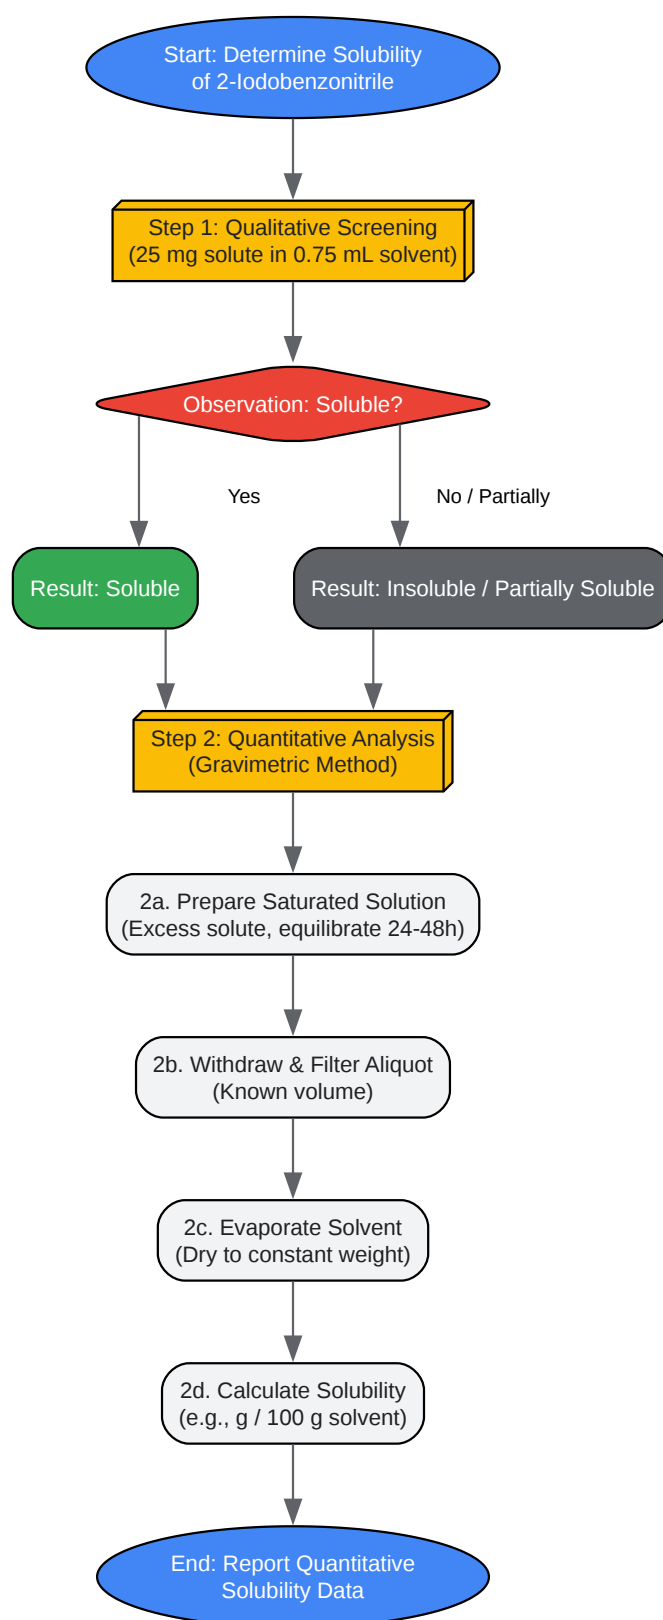 Start: Determine Solubility
of 2-Iodobenzonitrile
Step 1: Qualitative Screening
(25 mg solute in 0.75 mL solvent)
Observation: Soluble?
Yes
No / Partially
Result: Soluble
Result: Insoluble / Partially Soluble
Step 2: Quantitative Analysis
(Gravimetric Method)
2a. Prepare Saturated Solution
(Excess solute, equilibrate 24-48h)
2b. Withdraw & Filter Aliquot
(Known volume)
2c. Evaporate Solvent
(Dry to constant weight)
2d. Calculate Solubility
(e.g., g / 100 g solvent)
End: Report Quantitative
Solubility Data